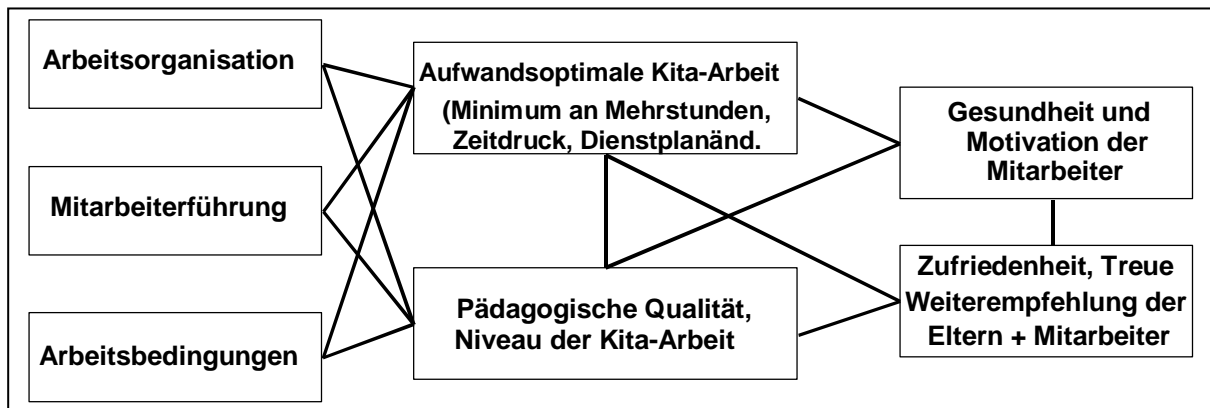 Arbeitsorganisation
Mitarbeiterführung
Arbeitsbedingungen
Aufwandsoptimale Kita-Arbeit
(Minimum an Mehrstunden,
Zeitdruck, Dienstplanänd.
Pädagogische Qualität,
Niveau der Kita-Arbeit
Gesundheit und
Motivation der
Mitarbeiter
Zufriedenheit, Treue
Weiterempfehlung der
Eltern + Mitarbeiter